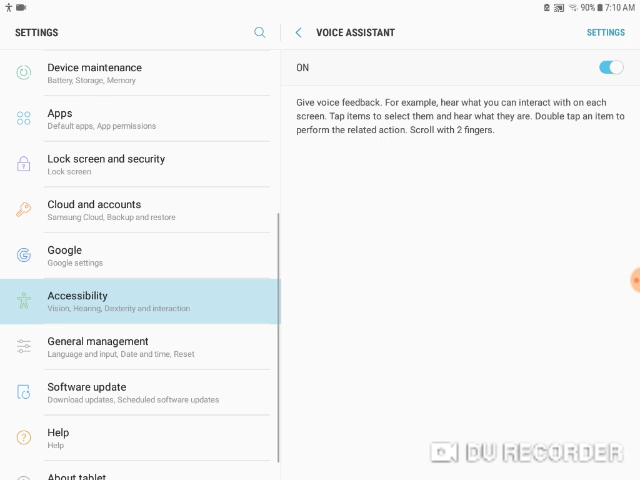 90% 7:10 AM
SETTINGS
Device maintenance
Battery, Storage, Memory
Apps
Default apps, App permissions
Lock screen and security
Lock screen
Cloud and accounts
Samsung Cloud, Backup and restore
Google
Google settings
Accessibility
Vision, Hearing, Dexterity and interaction
General management
Language and input, Date and time, Reset
Software update
Download updates, Scheduled software updates
Help
Help
About tablet
VOICE ASSISTANT
SETTINGS
ON
Give voice feedback. For example, hear what you can interact with on each
screen. Tap items to select them and hear what they are. Double tap an item to
perform the related action. Scroll with 2 fingers.
DU RECORDER